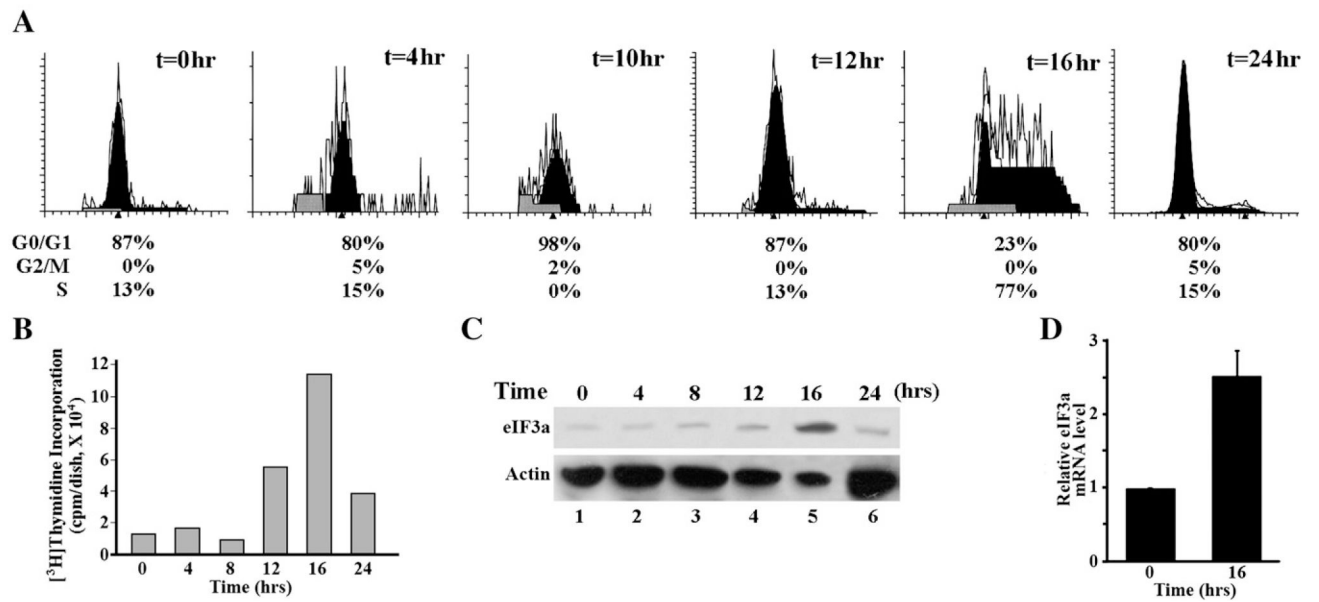 A
t=0hr t=4hr t=10hr t=12hr t=16hr t=24hr
G0/G1 87% 80% 98% 87% 23% 80%
G2/M 0% 5% 2% 0% 0% 5%
S 13% 15% 0% 13% 77% 15%
B
[³H]Thymidine Incorporation
(cpm/dish, X 10⁴)
12
10
8
6
4
2
0
0 4 8 12 16 24
Time (hrs)
C
Time 0 4 8 12 16 24 (hrs)
eIF3a
Actin
1 2 3 4 5 6
D
Relative eIF3a
mRNA level
3
2
1
0
0 16
Time (hrs)